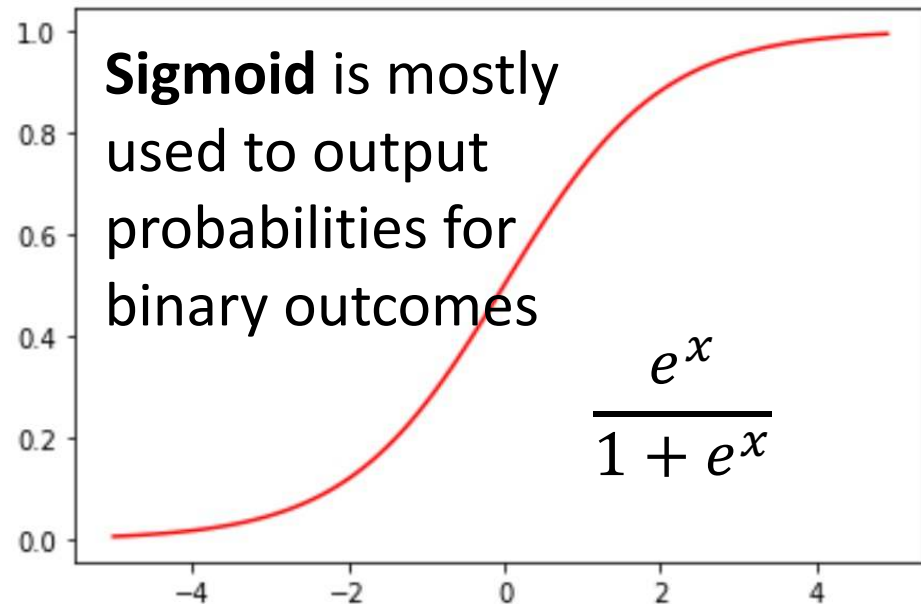 1.0
Sigmoid is mostly
0.8
used to output
0.6
probabilities for
binary outcomes
0.4
e^x
0.2
1 + e^x
0.0
−4 −2 0 2 4